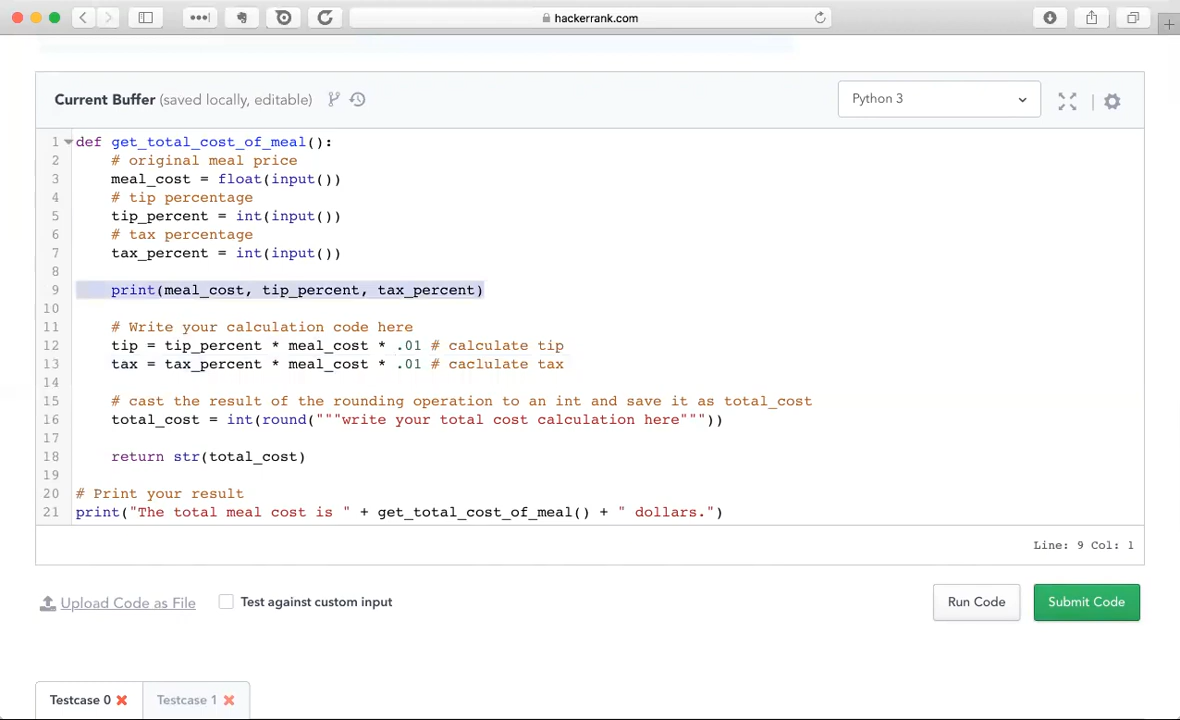 hackerrank.com
Current Buffer (saved locally, editable)
Python 3
1 def get_total_cost_of_meal():
2 # original meal price
3 meal_cost = float(input())
4 # tip percentage
5 tip_percent = int(input())
6 # tax percentage
7 tax_percent = int(input())
8
9 print(meal_cost, tip_percent, tax_percent)
10
11 # Write your calculation code here
12 tip = tip_percent * meal_cost * .01 # calculate tip
13 tax = tax_percent * meal_cost * .01 # caclulate tax
14
15 # cast the result of the rounding operation to an int and save it as total_cost
16 total_cost = int(round("""write your total cost calculation here"""))
17
18 return str(total_cost)
19
20 # Print your result
21 print("The total meal cost is " + get_total_cost_of_meal() + " dollars.")
Line: 9 Col: 1
Upload Code as File
Test against custom input
Run Code
Submit Code
Testcase 0
Testcase 1